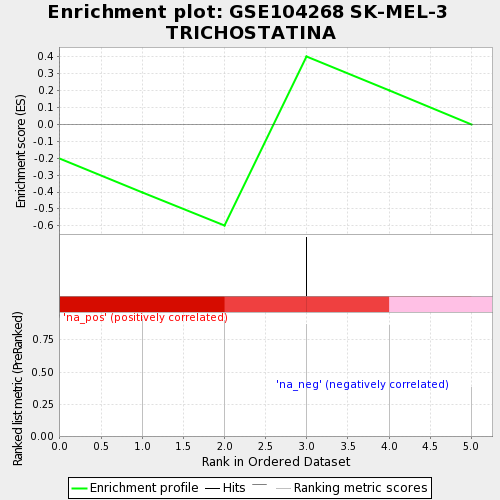 Enrichment plot: GSE104268 SK-MEL-3
TRICHOSTATINA
Enrichment score (ES)
0.4
0.3
0.2
0.1
0.0
-0.1
-0.2
-0.3
-0.4
-0.5
-0.6
'na_pos' (positively correlated)
Ranked list metric (PreRanked)
0.75
0.50
0.25
0.00
'na_neg' (negatively correlated)
0.0 0.5 1.0 1.5 2.0 2.5 3.0 3.5 4.0 4.5 5.0
Rank in Ordered Dataset
Enrichment profile Hits Ranking metric scores